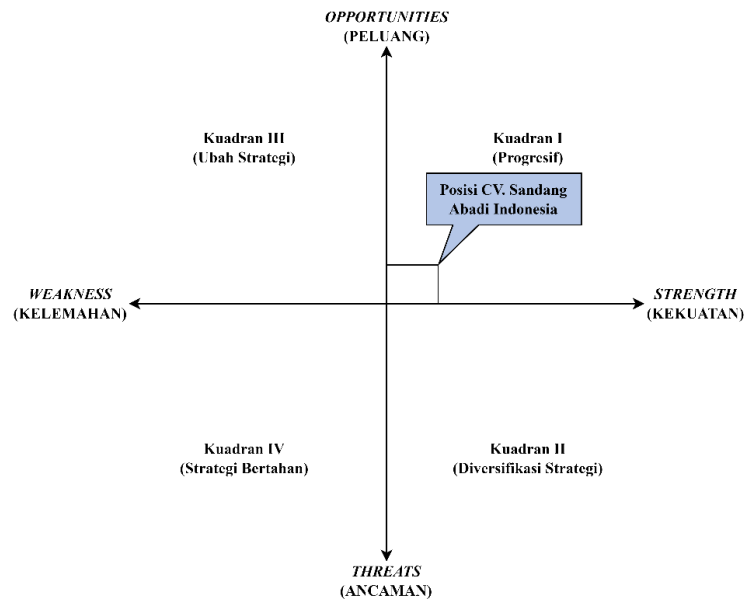 OPPORTUNITIES
(PELUANG)
Kuadran III
(Ubah Strategi)
Kuadran I
(Progresif)
Posisi CV. Sandang
Abadi Indonesia
WEAKNESS
(KELEMAHAN)
STRENGTH
(KEKUATAN)
Kuadran IV
(Strategi Bertahan)
Kuadran II
(Diversifikasi Strategi)
THREATS
(ANCAMAN)